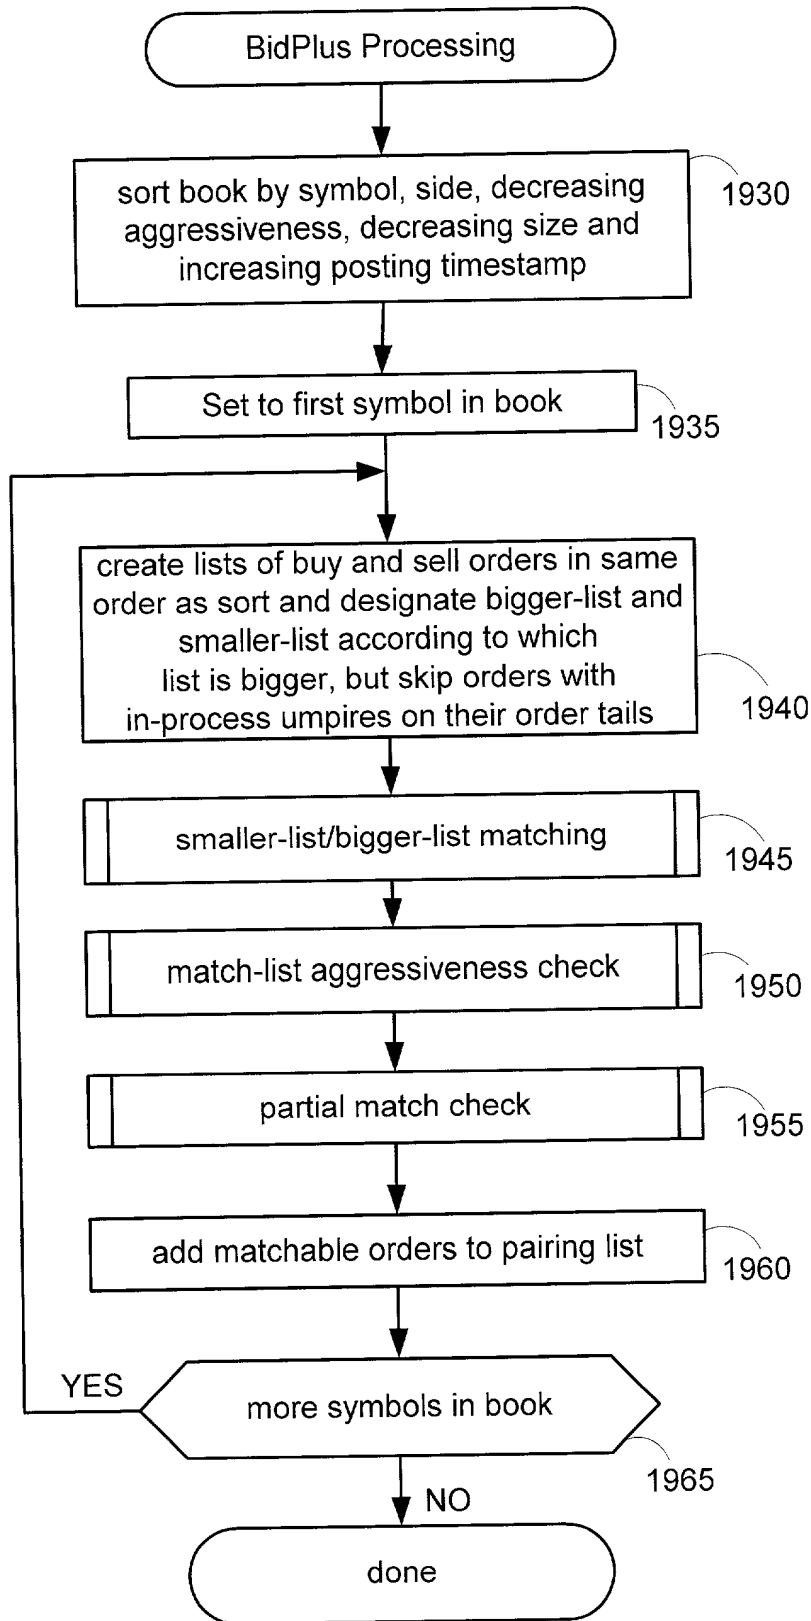 BidPlus Processing
sort book by symbol, side, decreasing
aggressiveness, decreasing size and
increasing posting timestamp
1930
Set to first symbol in book
1935
create lists of buy and sell orders in same
order as sort and designate bigger-list and
smaller-list according to which
list is bigger, but skip orders with
in-process umpires on their order tails
1940
smaller-list/bigger-list matching
1945
match-list aggressiveness check
1950
partial match check
1955
add matchable orders to pairing list
1960
YES
more symbols in book
1965
NO
done